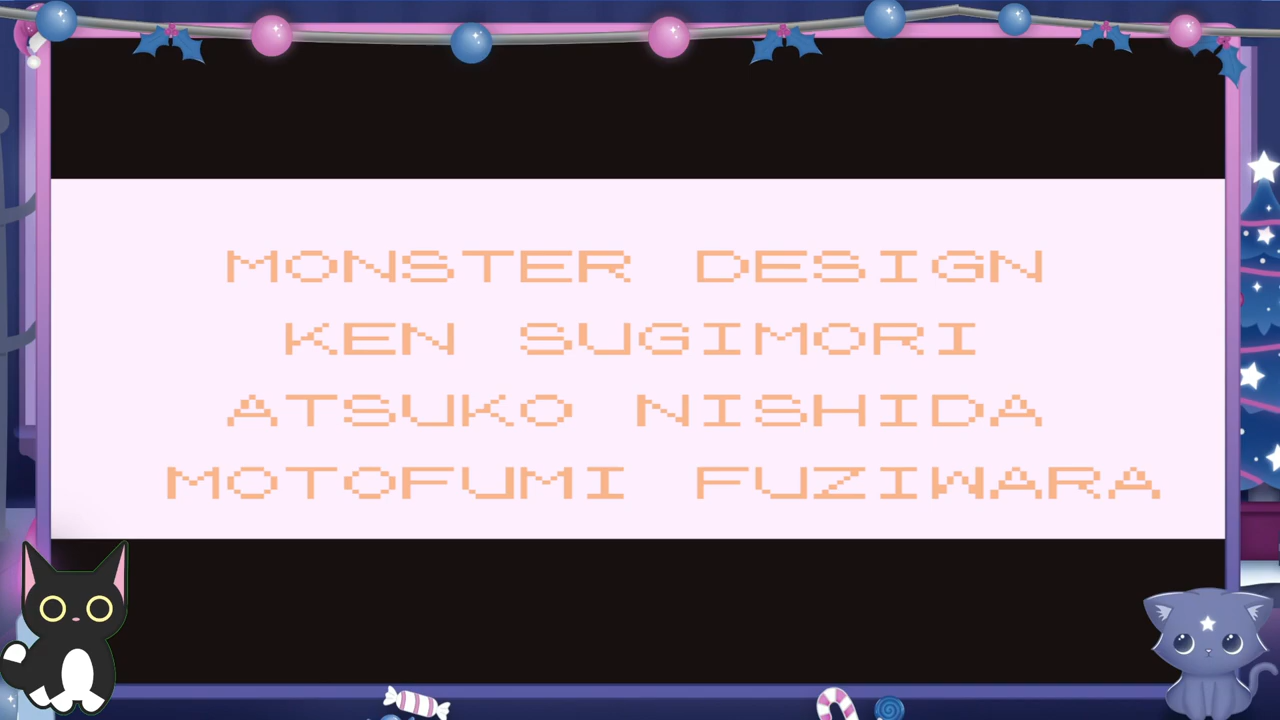 MONSTER DESIGN
KEN SUGIMORI
ATSUKO NISHIDA
MOTOFUMI FUZIWARA